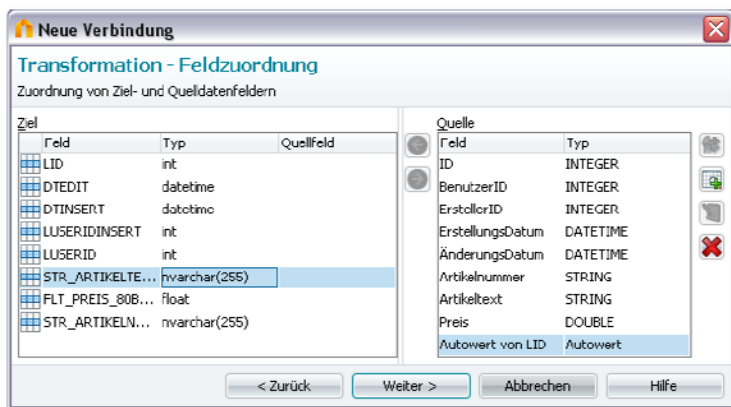 Neue Verbindung
Transformation - Feldzuordnung
Zuordnung von Ziel- und Quelldatenfeldern
Ziel
Feld Typ Quellfeld
LID int
DTEDIT datetime
DTINSERT datetime
LUSERIDINSERT int
LUSERID int
STR_ARTIKELTE... nvarchar(255)
FLT_PREIS_80B... float
STR_ARTIKELN... nvarchar(255)
Quelle
Feld Typ
ID INTEGER
BenutzerID INTEGER
ErstellerID INTEGER
ErstellungsDatum DATETIME
ÄnderungsDatum DATETIME
Artikelnummer STRING
Artikeltext STRING
Preis DOUBLE
Autowert von LID Autowert
< Zurück Weiter > Abbrechen Hilfe